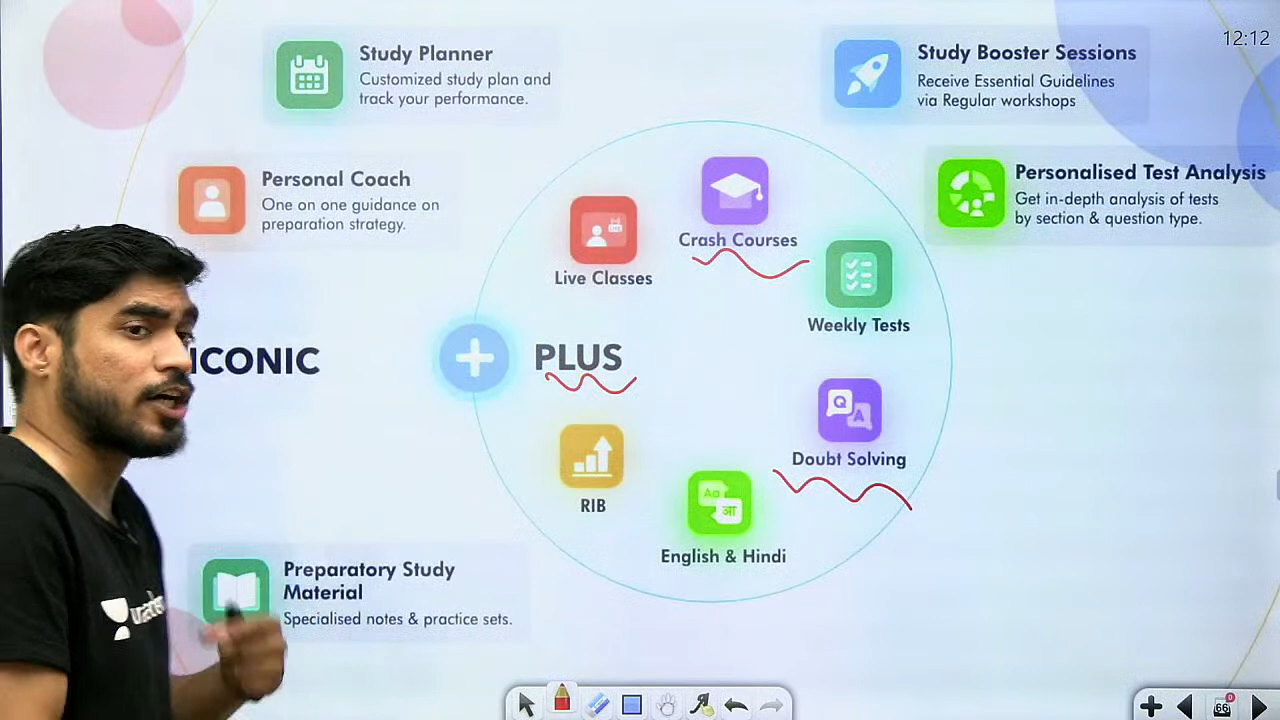 12:12
Study Planner
Customized study plan and
track your performance.
Study Booster Sessions
Receive Essential Guidelines
via Regular workshops
Personal Coach
One on one guidance on
preparation strategy.
Personalised Test Analysis
Get in-depth analysis of tests
by section & question type.
Live Classes
Crash Courses
Weekly Tests
ICONIC
PLUS
Q
A
Doubt Solving
RIB
Aa
आ
English & Hindi
Preparatory Study
Material
Specialised notes & practice sets.
66